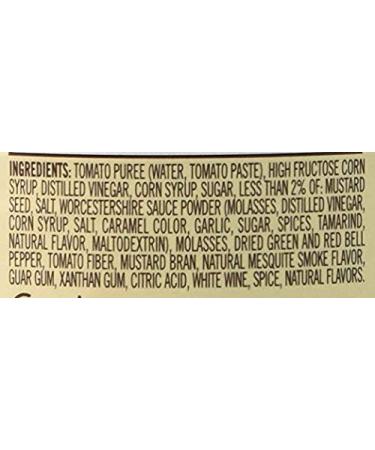 INGREDIENTS: TOMATO PUREE (WATER, TOMATO PASTE), HIGH FRUCTOSE CORN
SYRUP, DISTILLED VINEGAR, CORN SYRUP, SUGAR, LESS THAN 2% OF: MUSTARD
SEED, SALT, WORCESTERSHIRE SAUCE POWDER (MOLASSES, DISTILLED VINEGAR,
CORN SYRUP, SALT, CARAMEL COLOR, GARLIC, SUGAR, SPICES, TAMARIND,
NATURAL FLAVOR, MALTODEXTRIN), MOLASSES, DRIED GREEN AND RED BELL
PEPPER, TOMATO FIBER, MUSTARD BRAN, NATURAL MESQUITE SMOKE FLAVOR,
GUAR GUM, XANTHAN GUM, CITRIC ACID, WHITE WINE, SPICE, NATURAL FLAVORS.